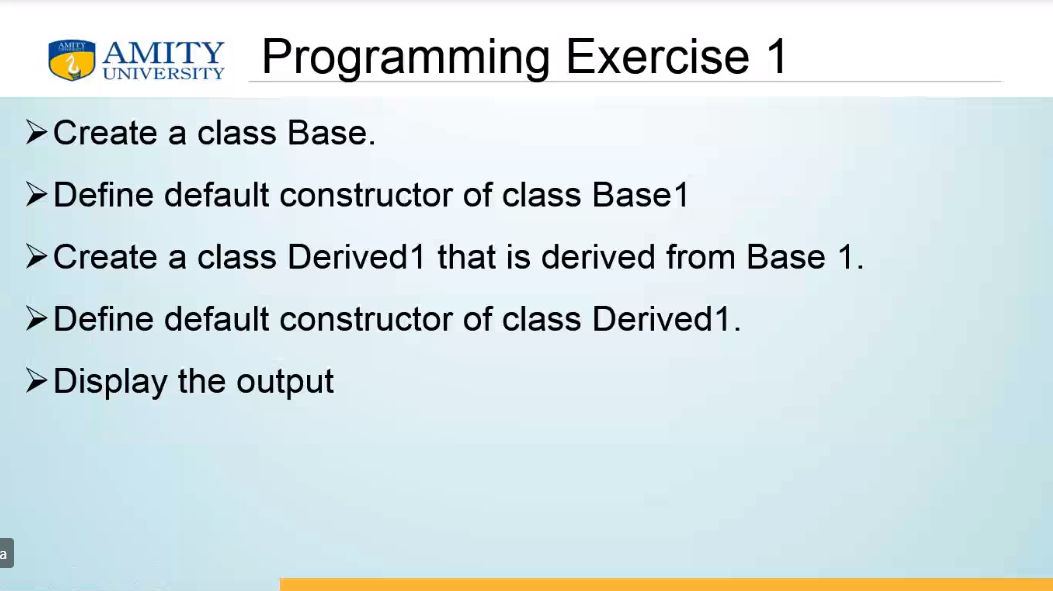 AMITY
UNIVERSITY
Programming Exercise 1
➢Create a class Base.
➢Define default constructor of class Base1
➢Create a class Derived1 that is derived from Base 1.
➢Define default constructor of class Derived1.
➢Display the output
a